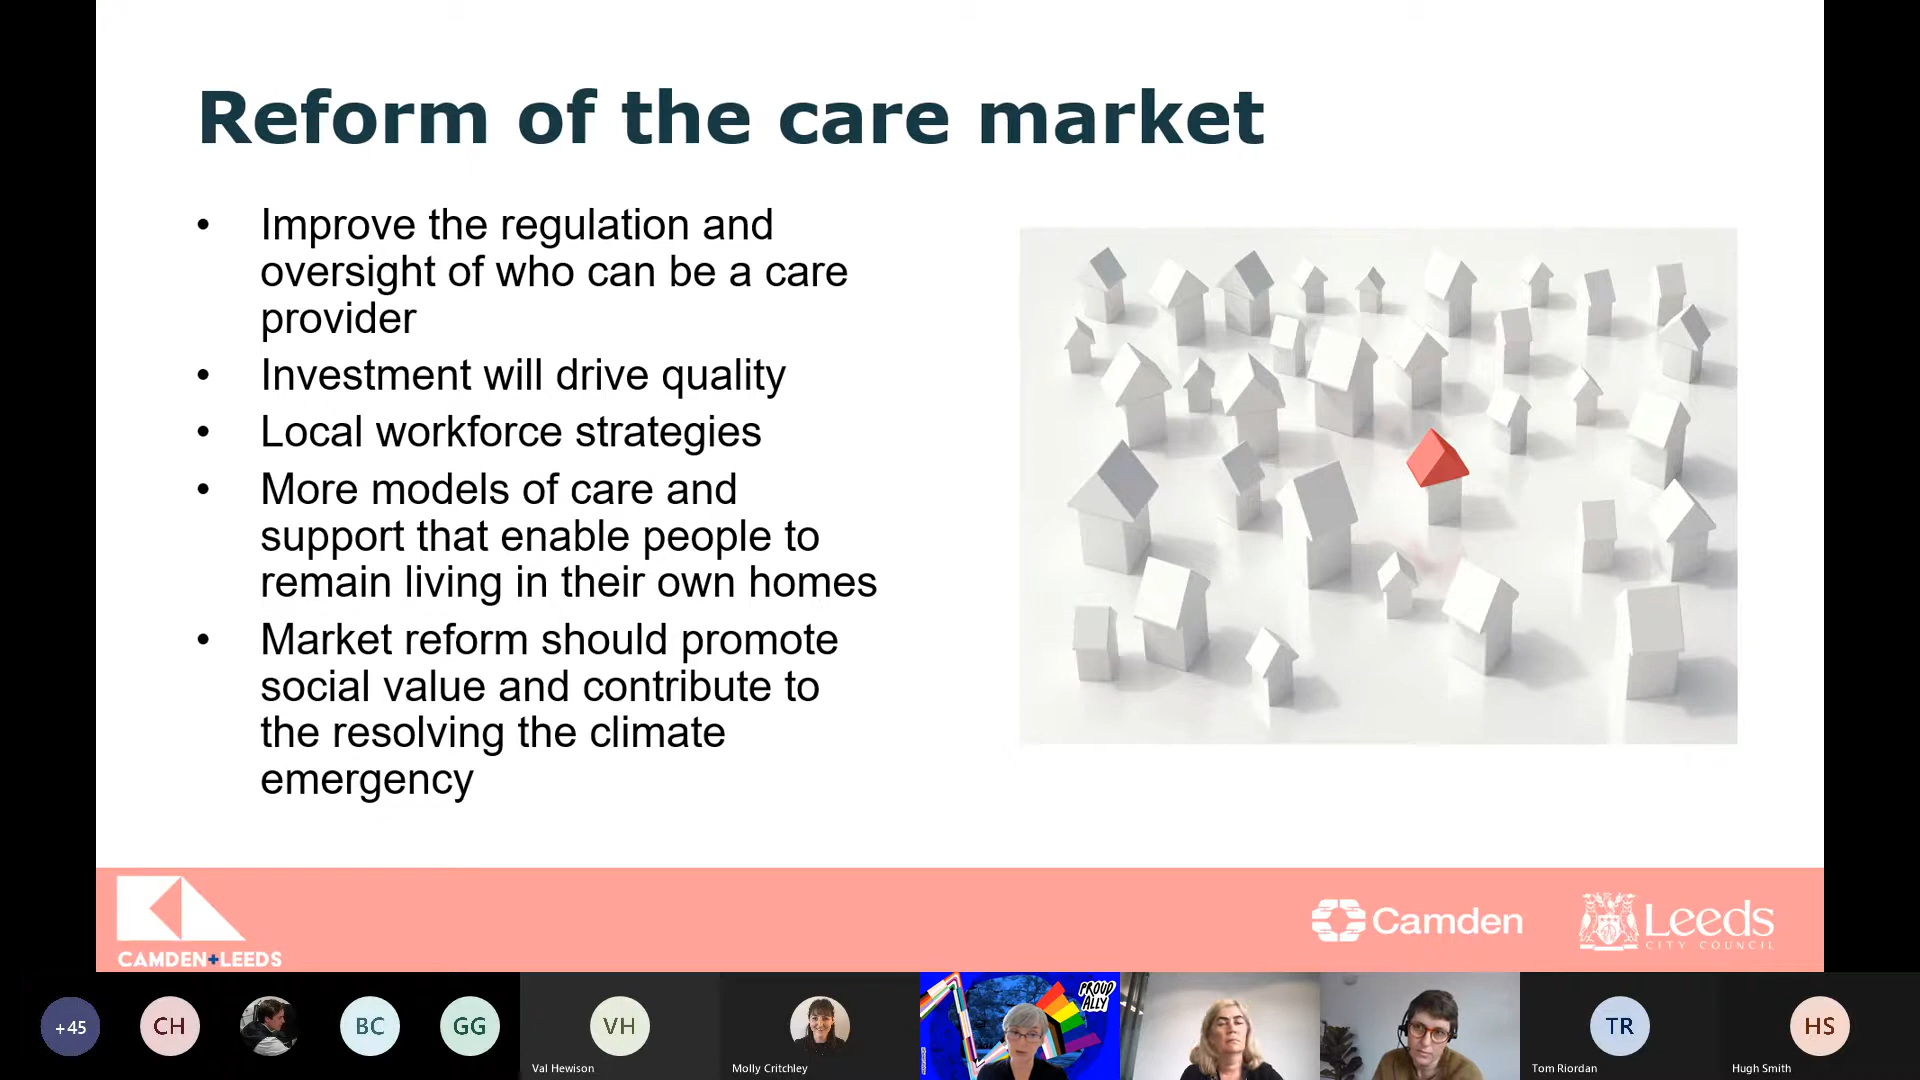 Reform of the care market
• Improve the regulation and
oversight of who can be a care
provider
• Investment will drive quality
• Local workforce strategies
• More models of care and
support that enable people to
remain living in their own homes
• Market reform should promote
social value and contribute to
the resolving the climate
emergency
CAMDEN+LEEDS
Camden
Leeds
CITY COUNCIL
+45
CH
BC
GG
VH
Val Hewison
Molly Critchley
PROUD
ALLY
TR
Tom Riordan
HS
Hugh Smith